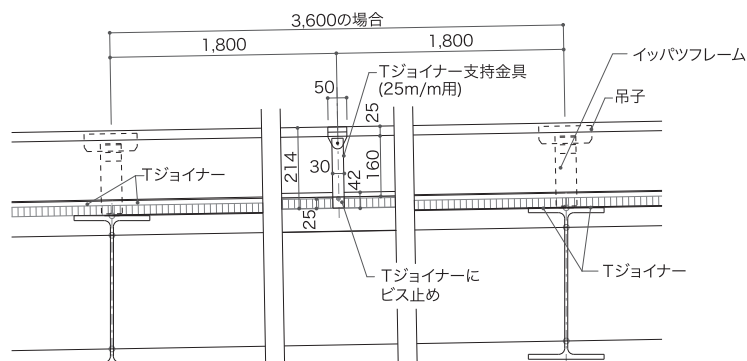 3,600の場合
1,800
1,800
イッパツフレーム
Tジョイナー支持金具
(25m/m用)
50
吊子
25
214
30
160
42
Tジョイナー
25
Tジョイナーに
ビス止め
Tジョイナー